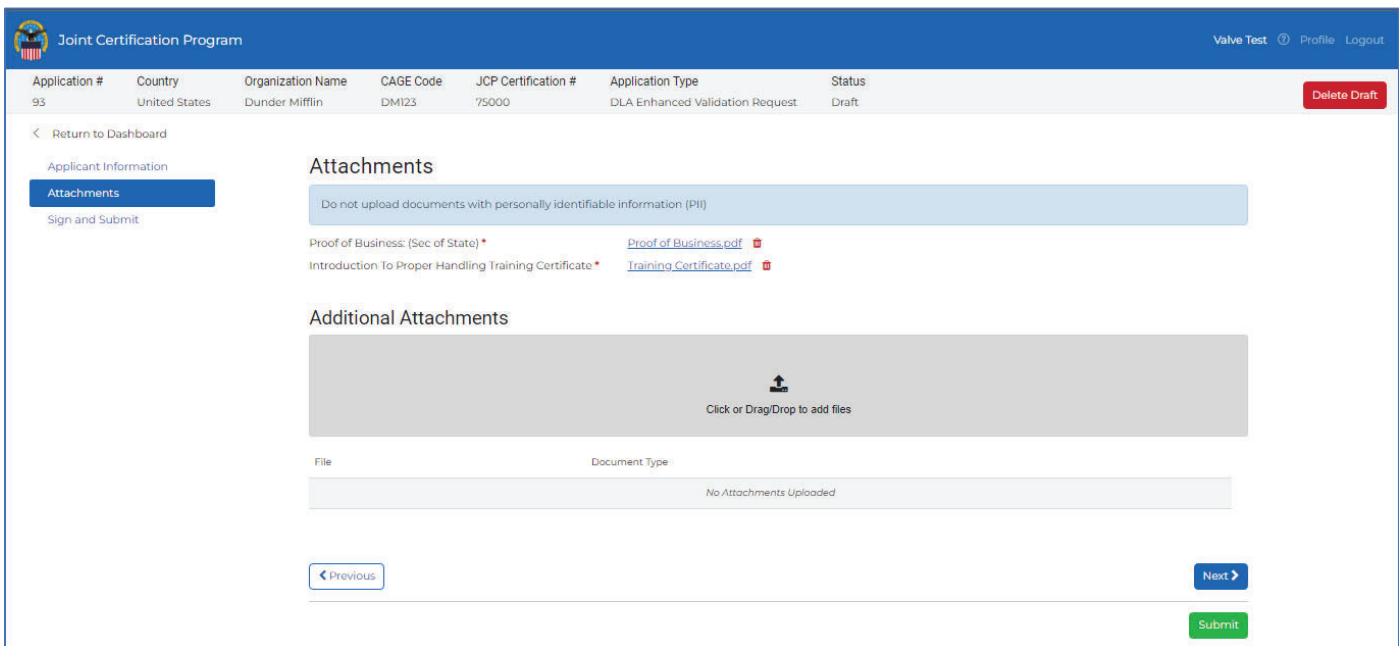 Joint Certification Program
Valve Test Profile Logout
Application # Country Organization Name CAGE Code JCP Certification # Application Type Status
93 United States Dunder Mifflin DM123 75000 DLA Enhanced Validation Request Draft
Delete Draft
< Return to Dashboard
Applicant Information
Attachments
Sign and Submit
Attachments
Do not upload documents with personally identifiable information (PII)
Proof of Business: (Sec of State) * Proof of Business.pdf
Introduction To Proper Handling Training Certificate * Training Certificate.pdf
Additional Attachments
Click or Drag/Drop to add files
File Document Type
No Attachments Uploaded
Previous
Next
Submit